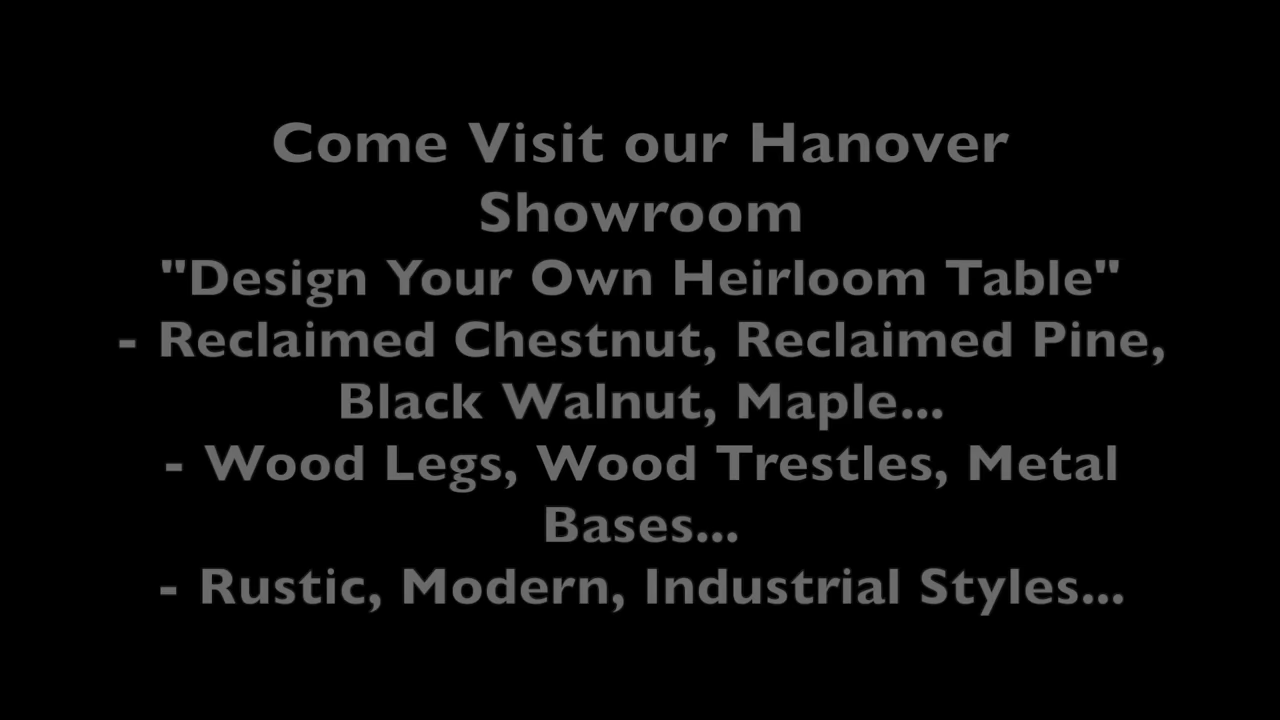 Come Visit our Hanover
Showroom
"Design Your Own Heirloom Table"
- Reclaimed Chestnut, Reclaimed Pine,
Black Walnut, Maple...
- Wood Legs, Wood Trestles, Metal
Bases...
- Rustic, Modern, Industrial Styles...